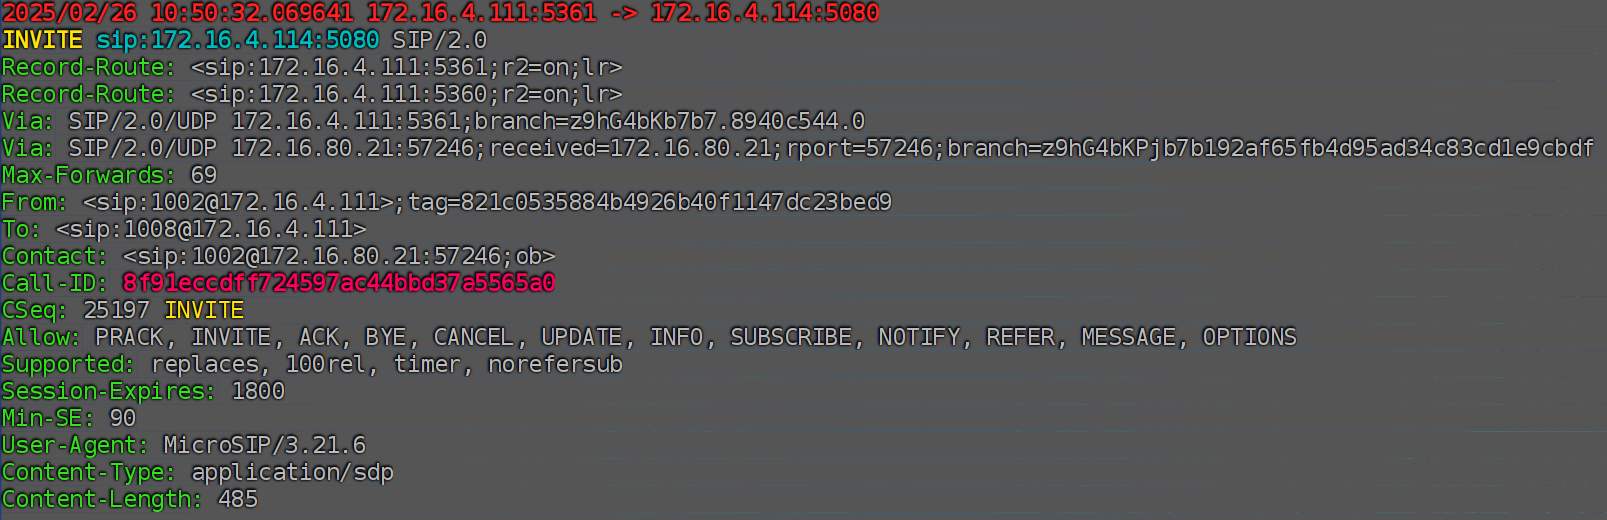 2025/02/26 10:50:32.069641 172.16.4.111:5361 -> 172.16.4.114:5080
INVITE sip:172.16.4.114:5080 SIP/2.0
Record-Route: <sip:172.16.4.111:5361;r2=on;lr>
Record-Route: <sip:172.16.4.111:5360;r2=on;lr>
Via: SIP/2.0/UDP 172.16.4.111:5361;branch=z9hG4bKb7b7.8940c544.0
Via: SIP/2.0/UDP 172.16.80.21:57246;received=172.16.80.21;rport=57246;branch=z9hG4bKPjb7b192af65fb4d95ad34c83cd1e9cbdf
Max-Forwards: 69
From: <sip:1002@172.16.4.111>;tag=821c0535884b4926b40f1147dc23bed9
To: <sip:1008@172.16.4.111>
Contact: <sip:1002@172.16.80.21:57246;ob>
Call-ID: 8f91eccdff724597ac44bbd37a5565a0
CSeq: 25197 INVITE
Allow: PRACK, INVITE, ACK, BYE, CANCEL, UPDATE, INFO, SUBSCRIBE, NOTIFY, REFER, MESSAGE, OPTIONS
Supported: replaces, 100rel, timer, norefersub
Session-Expires: 1800
Min-SE: 90
User-Agent: MicroSIP/3.21.6
Content-Type: application/sdp
Content-Length: 485